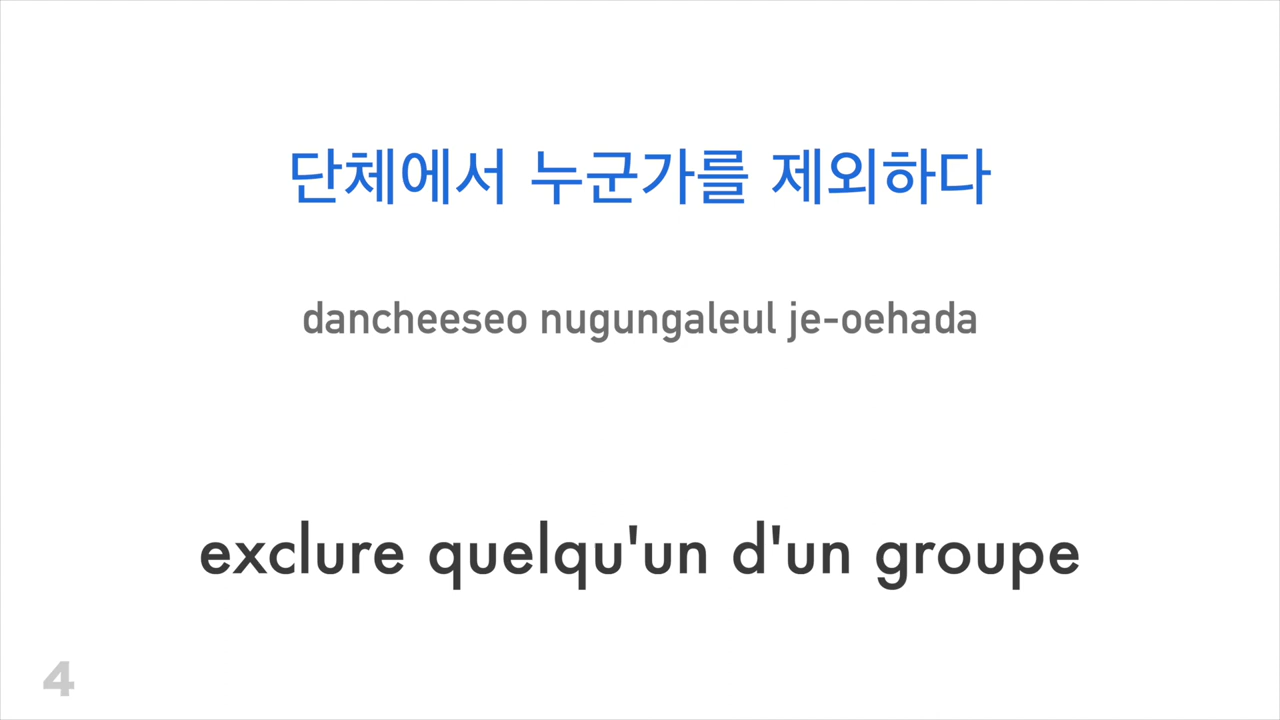 단체에서 누군가를 제외하다
dancheeseo nugungaleul je-oehada
exclure quelqu'un d'un groupe
4